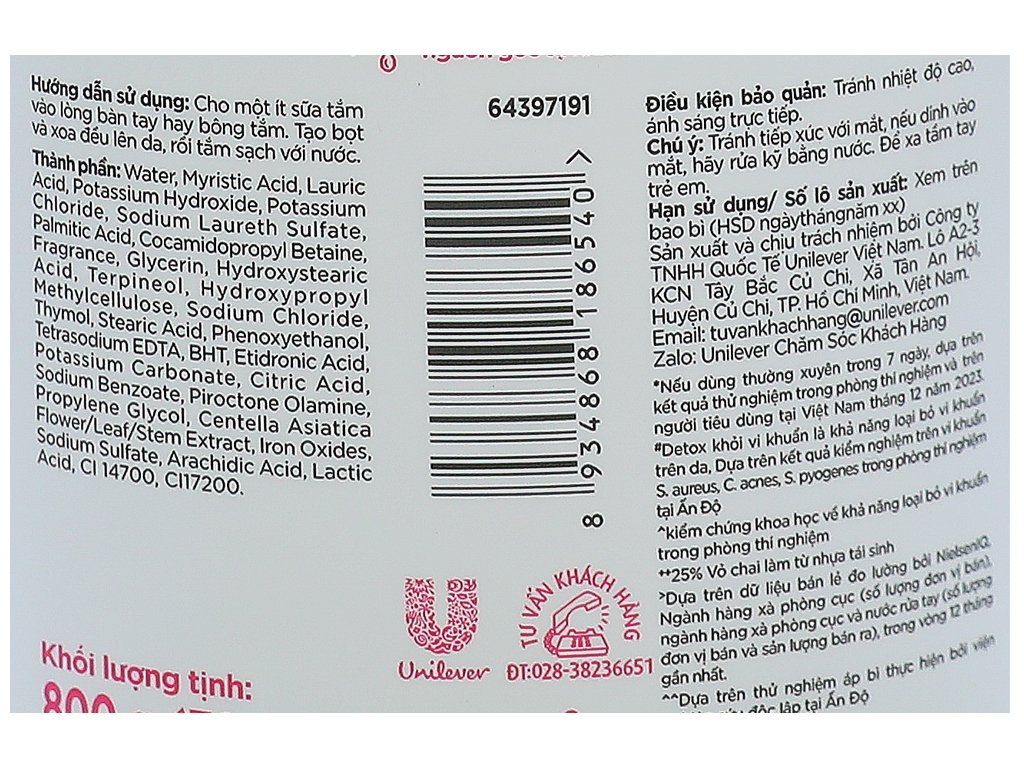 Hướng dẫn sử dụng: Cho một ít sữa tắm
vào lòng bàn tay hay bông tắm. Tạo bọt
và xoa đều lên da, rồi tắm sạch với nước.
Thành phần: Water, Myristic Acid, Lauric
Acid, Potassium Hydroxide, Potassium
Chloride, Sodium Laureth Sulfate,
Palmitic Acid, Cocamidopropyl Betaine,
Fragrance, Glycerin, Hydroxystearic
Acid, Terpineol, Hydroxypropyl
Methylcellulose, Sodium Chloride,
Thymol, Stearic Acid, Phenoxyethanol,
Tetrasodium EDTA, BHT, Etidronic Acid,
Potassium Carbonate, Citric Acid,
Sodium Benzoate, Piroctone Olamine,
Propylene Glycol, Centella Asiatica
Flower/Leaf/Stem Extract, Iron Oxides,
Sodium Sulfate, Arachidic Acid, Lactic
Acid, CI 14700, CI17200.
Khối lượng tịnh:
800
64397191
8 934868 186540 >
Unilever
TƯ VẤN KHÁCH HÀNG
ĐT:028-38236651
Điều kiện bảo quản: Tránh nhiệt độ cao,
ánh sáng trực tiếp.
Chú ý: Tránh tiếp xúc với mắt, nếu dính vào
mắt, hãy rửa kỹ bằng nước. Để xa tầm tay
trẻ em.
Hạn sử dụng/ Số lô sản xuất: Xem trên
bao bì (HSD ngàythángnăm xx)
Sản xuất và chịu trách nhiệm bởi Công ty
TNHH Quốc Tế Unilever Việt Nam. Lô A2-3
KCN Tây Bắc Củ Chi, Xã Tân An Hội,
Huyện Củ Chi, TP. Hồ Chí Minh, Việt Nam.
Email: tuvankhachhang@unilever.com
Zalo: Unilever Chăm Sóc Khách Hàng
*Nếu dùng thường xuyên trong 7 ngày, dựa trên
kết quả thử nghiệm trong phòng thí nghiệm và trên
người tiêu dùng tại Việt Nam tháng 12 năm 2023.
#Detox khỏi vi khuẩn là khả năng loại bỏ vi khuẩn
trên da, Dựa trên kết quả kiểm nghiệm trên vi khuẩn
S. aureus, C. acnes, S. pyogenes trong phòng thí nghiệm
tại Ấn Độ
^kiểm chứng khoa học về khả năng loại bỏ vi khuẩn
trong phòng thí nghiệm
**25% Vỏ chai làm từ nhựa tái sinh
>Dựa trên dữ liệu bán lẻ đo lường bởi NielsenIQ,
Ngành hàng xà phòng cục (số lượng đơn vị bán),
ngành hàng xà phòng cục và nước rửa tay (số lượng
đơn vị bán và sản lượng bán ra), trong vòng 12 tháng
gần nhất.
^^Dựa trên thử nghiệm áp bì thực hiện bởi viện
độc lập tại Ấn Độ